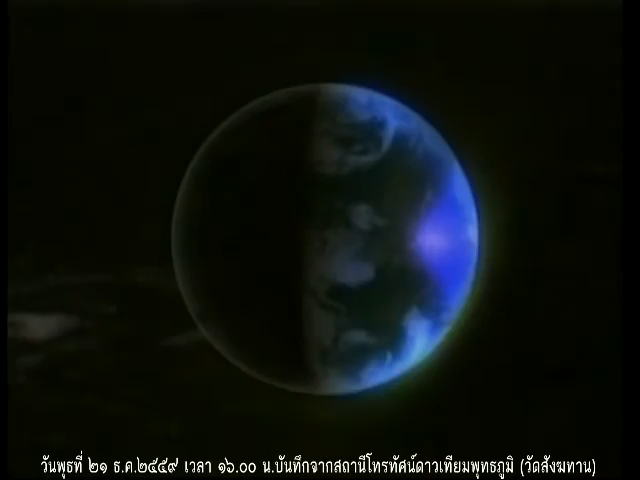 วันพุธที่ ๒๑ ธ.ค.๒๕๕๙ เวลา ๑๖.๐๐ น.บันทึกจากสถานีโทรทัศน์ดาวเทียมพุทธภูมิ (วัดสังฆทาน)